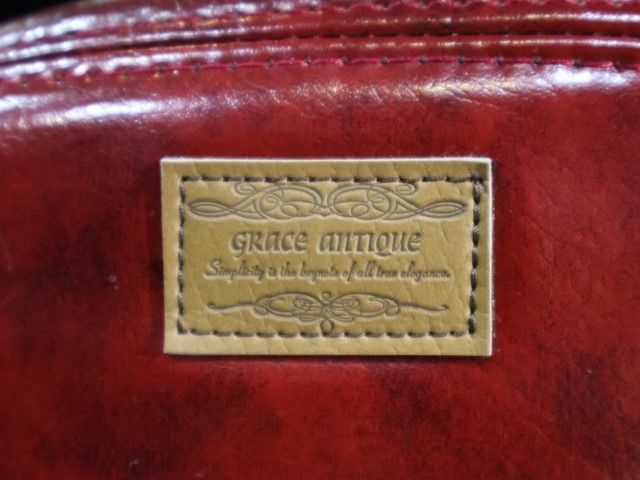 GRACE ANTIQUE
Simplicity is the keynote of all true elegance.